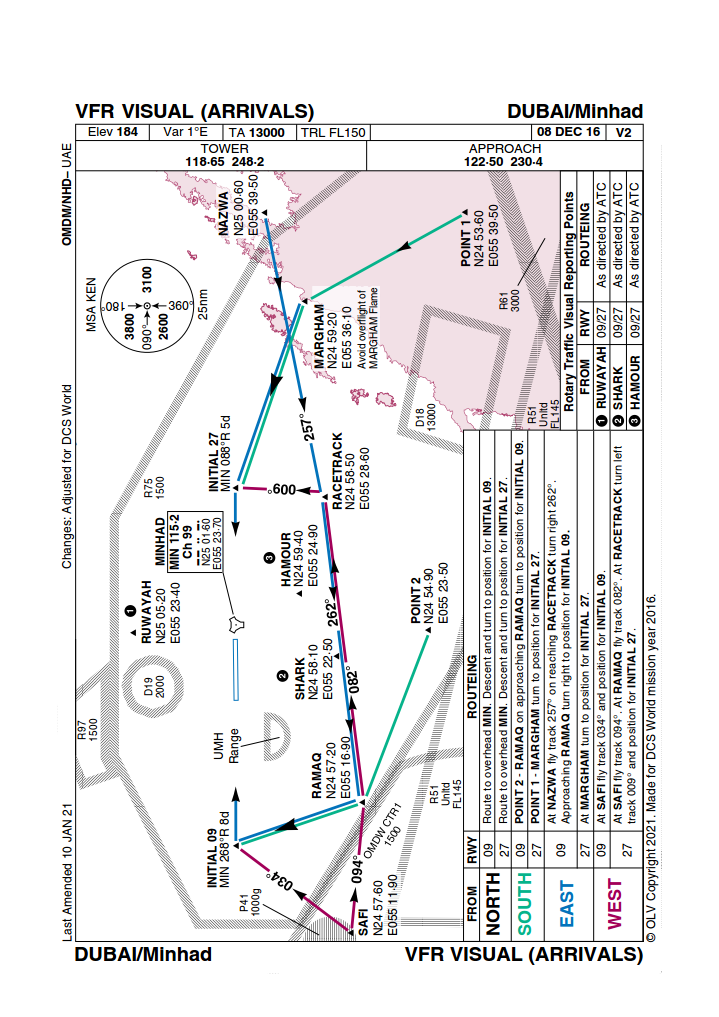 VFR VISUAL (ARRIVALS)
DUBAI/Minhad
Elev 184
Var 1°E
TA 13000
TRL FL150
08 DEC 16
V2
TOWER
118·65 248·2
APPROACH
122·50 230·4
OMDM/NHD– UAE
Changes: Adjusted for DCS World
Last Amended 10 JAN 21
MSA KEN
180°
3100
360°
3800
2600
090°
25nm
NAZWA
N25 00·60
E055 39·50
POINT 1
N24 53·60
E055 39·50
R61
3000
MARGHAM
N24 59·20
E055 36·10
Avoid overflight of
MARGHAM Flame
D18
13000
R51
Unltd
FL145
257°
R75
1500
INITIAL 27
MIN 088°R 5d
009°
RACETRACK
N24 58·50
E055 28·60
MINHAD
MIN 115·2
Ch 99
N25 01·60
E055 23·70
3
HAMOUR
N24 59·40
E055 24·90
262°
POINT 2
N24 54·90
E055 23·50
1
RUWAYAH
N25 05·20
E055 23·40
2
SHARK
N24 58·10
E055 22·50
082°
D19
2000
R97
1500
UMH
Range
RAMAQ
N24 57·20
E055 16·90
R51
Unltd
FL145
OMDW CTR1
1500
INITIAL 09
MIN 268°R 8d
034°
094°
P41
1000g
SAFI
N24 57·60
E055 11·90
Rotary Traffic Visual Reporting Points
FROM RWY ROUTEING
1 RUWAYAH 09/27 As directed by ATC
2 SHARK 09/27 As directed by ATC
3 HAMOUR 09/27 As directed by ATC
FROM RWY ROUTEING
NORTH
09 Route to overhead MIN. Descent and turn to position for INITIAL 09.
27 Route to overhead MIN. Descent and turn to position for INITIAL 27.
SOUTH
09 POINT 2 - RAMAQ on approaching RAMAQ turn to position for INITIAL 09.
27 POINT 1 - MARGHAM turn to position for INITIAL 27.
EAST
09 At NAZWA fly track 257° on reaching RACETRACK turn right 262°.
Approaching RAMAQ turn right to position for INITIAL 09.
27 At MARGHAM turn to position for INITIAL 27.
WEST
09 At SAFI fly track 034° and position for INITIAL 09.
27 At SAFI fly track 094°. At RAMAQ fly track 082°. At RACETRACK turn left
track 009° and position for INITIAL 27.
© OLV Copyright 2021. Made for DCS World mission year 2016.
DUBAI/Minhad
VFR VISUAL (ARRIVALS)